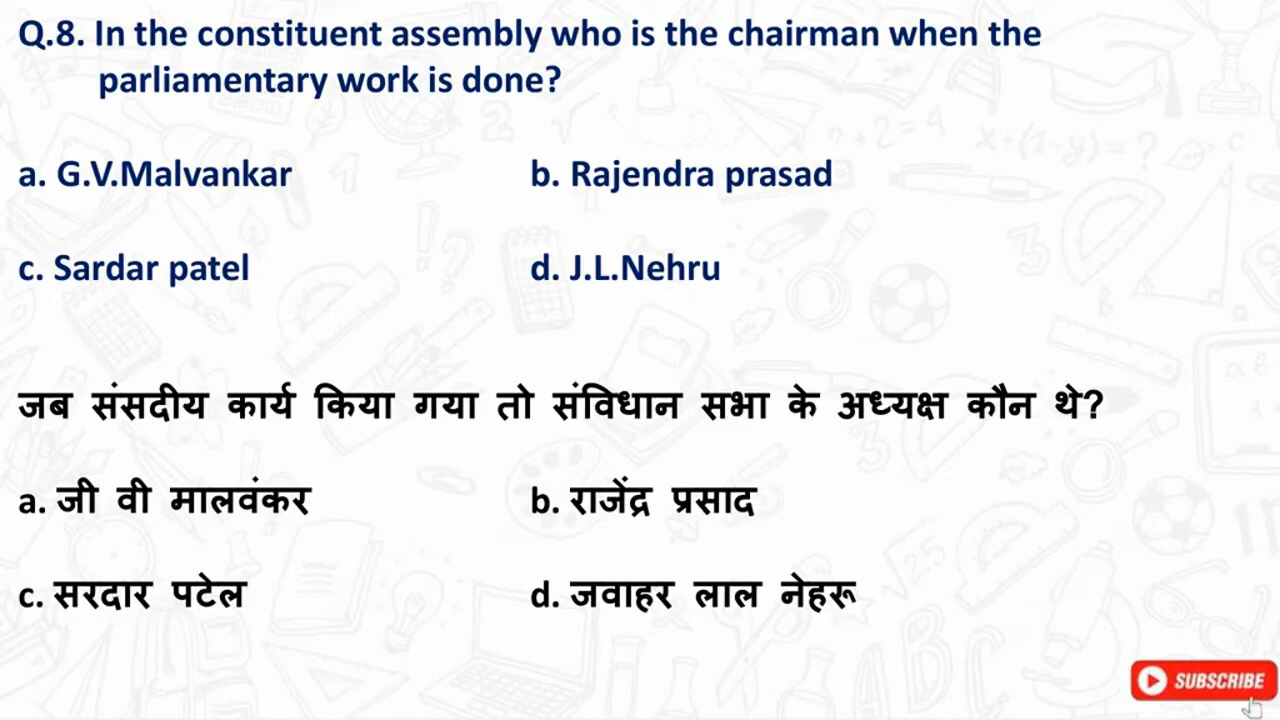 Q.8. In the constituent assembly who is the chairman when the
parliamentary work is done?
a. G.V.Malvankar b. Rajendra prasad
c. Sardar patel d. J.L.Nehru
जब संसदीय कार्य किया गया तो संविधान सभा के अध्यक्ष कौन थे?
a. जी वी मालवंकर b. राजेंद्र प्रसाद
c. सरदार पटेल d. जवाहर लाल नेहरू
SUBSCRIBE